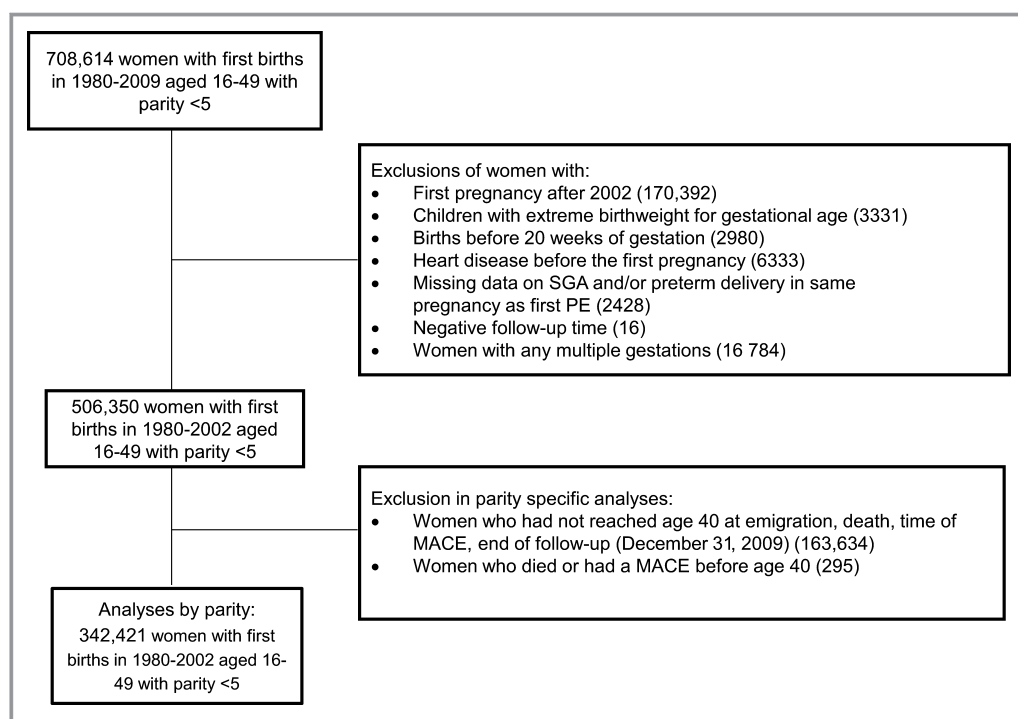 708,614 women with first births
in 1980-2009 aged 16-49 with
parity <5
Exclusions of women with:
• First pregnancy after 2002 (170,392)
• Children with extreme birthweight for gestational age (3331)
• Births before 20 weeks of gestation (2980)
• Heart disease before the first pregnancy (6333)
• Missing data on SGA and/or preterm delivery in same
pregnancy as first PE (2428)
• Negative follow-up time (16)
• Women with any multiple gestations (16 784)
506,350 women with first
births in 1980-2002 aged
16-49 with parity <5
Exclusion in parity specific analyses:
• Women who had not reached age 40 at emigration, death, time of
MACE, end of follow-up (December 31, 2009) (163,634)
• Women who died or had a MACE before age 40 (295)
Analyses by parity:
342,421 women with first
births in 1980-2002 aged 16-
49 with parity <5